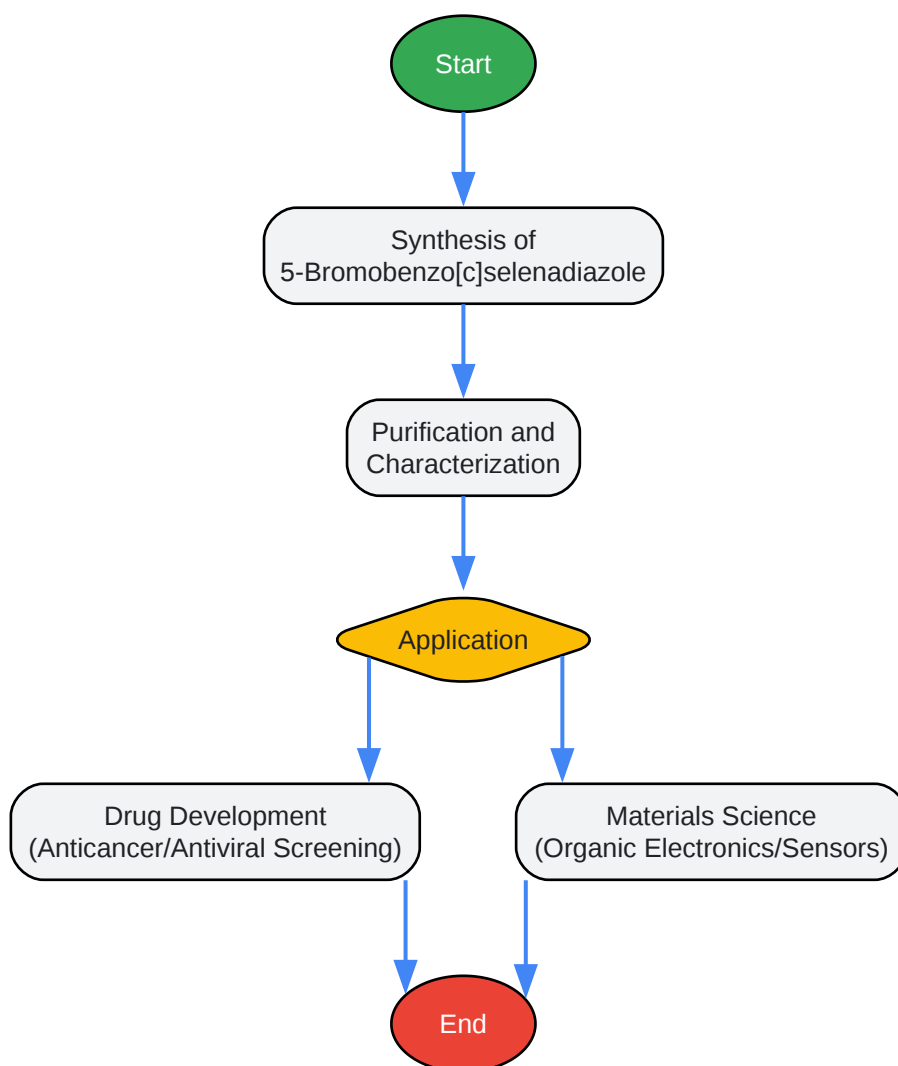 Start
Synthesis of
5-Bromobenzo[c]selenadiazole
Purification and
Characterization
Application
Drug Development
(Anticancer/Antiviral Screening)
Materials Science
(Organic Electronics/Sensors)
End